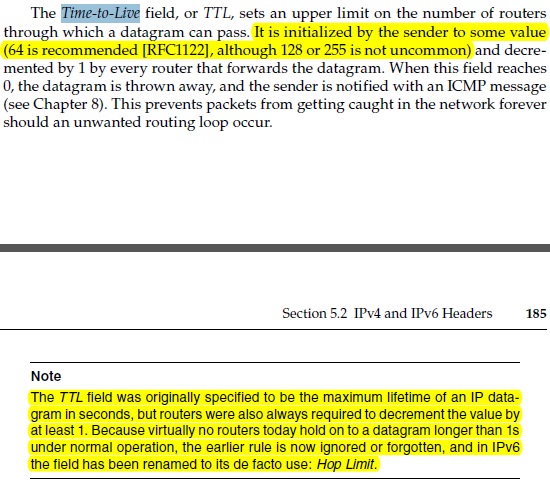 The Time-to-Live field, or TTL, sets an upper limit on the number of routers
through which a datagram can pass. It is initialized by the sender to some value
(64 is recommended [RFC1122], although 128 or 255 is not uncommon) and decre-
mented by 1 by every router that forwards the datagram. When this field reaches
0, the datagram is thrown away, and the sender is notified with an ICMP message
(see Chapter 8). This prevents packets from getting caught in the network forever
should an unwanted routing loop occur.
Section 5.2 IPv4 and IPv6 Headers 185
Note
The TTL field was originally specified to be the maximum lifetime of an IP data-
gram in seconds, but routers were also always required to decrement the value by
at least 1. Because virtually no routers today hold on to a datagram longer than 1s
under normal operation, the earlier rule is now ignored or forgotten, and in IPv6
the field has been renamed to its de facto use: Hop Limit.